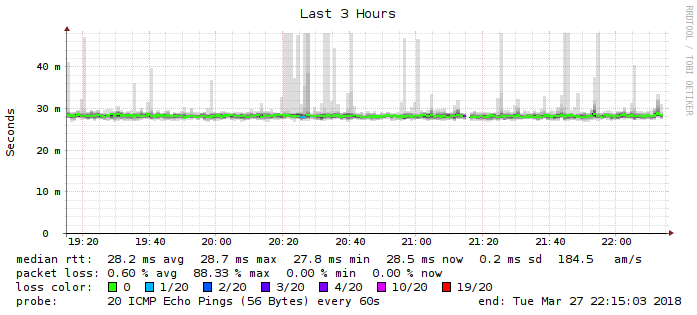 Last 3 Hours
RRDTOOL / TOBI OETIKER
Seconds
40 m
30 m
20 m
10 m
0
19:20 19:40 20:00 20:20 20:40 21:00 21:20 21:40 22:00
median rtt: 28.2 ms avg 28.7 ms max 27.8 ms min 28.5 ms now 0.2 ms sd 184.5 am/s
packet loss: 0.60 % avg 88.33 % max 0.00 % min 0.00 % now
loss color: 0 1/20 2/20 3/20 4/20 10/20 19/20
probe: 20 ICMP Echo Pings (56 Bytes) every 60s end: Tue Mar 27 22:15:03 2018